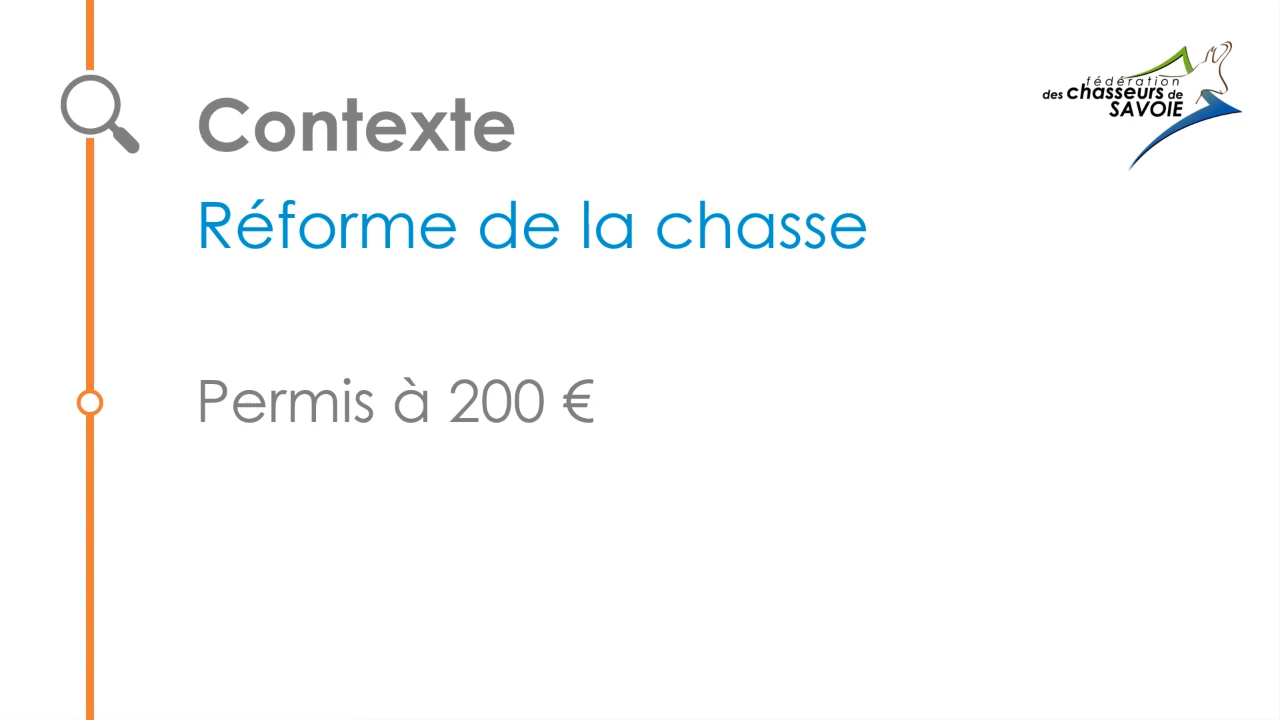 Contexte
fédération
des chasseurs de
SAVOIE
Réforme de la chasse
Permis à 200 €